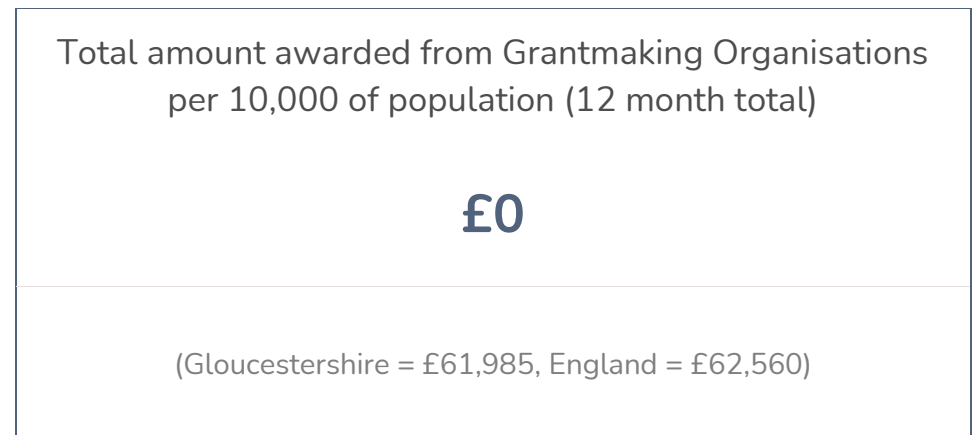 Total amount awarded from Grantmaking Organisations
per 10,000 of population (12 month total)
£0
(Gloucestershire = £61,985, England = £62,560)